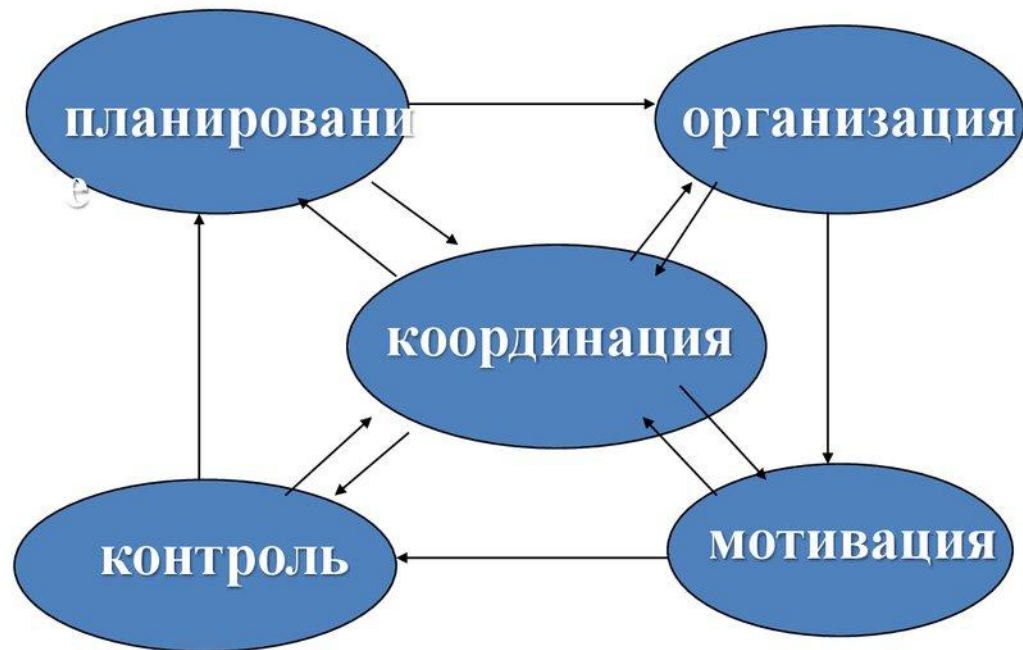 планировани
е
организация
координация
контроль
мотивация